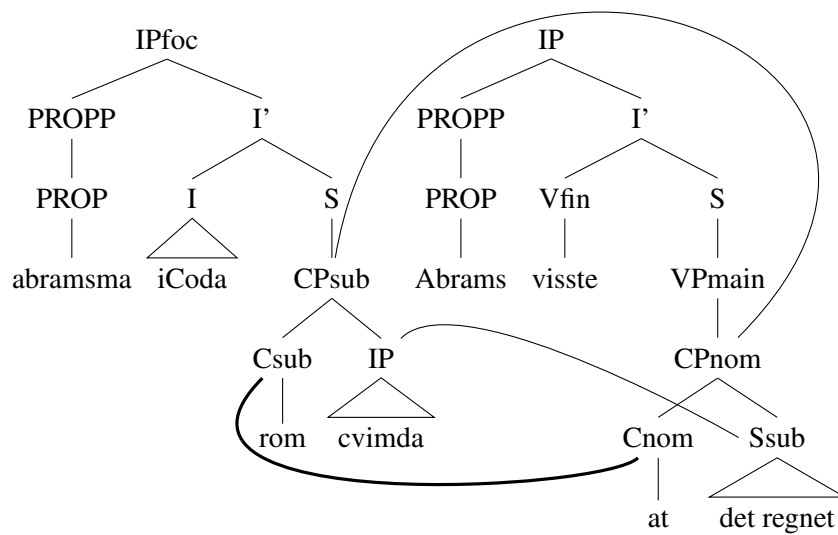 IPfoc IP
PROPP I' PROPP I'
PROP I S PROP Vfin S
abramsma iCoda CPsub Abrams visste VPmain
Csub IP CPnom
rom cvimda Cnom Ssub
at det regnet